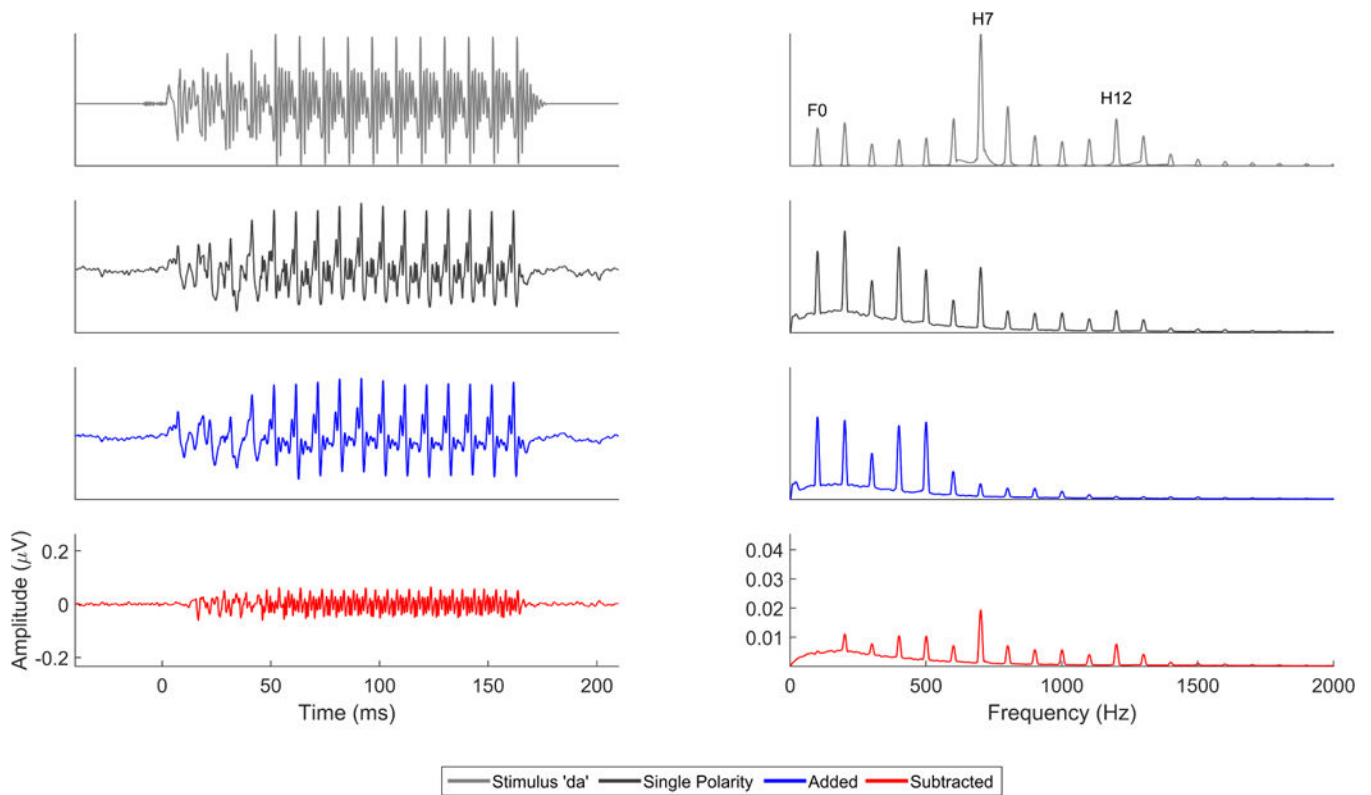 H7
F0
H12
Amplitude (μV)
0.2
0
-0.2
0.04
0.03
0.02
0.01
0 50 100 150 200
0 500 1000 1500 2000
Time (ms)
Frequency (Hz)
Stimulus 'da' Single Polarity Added Subtracted